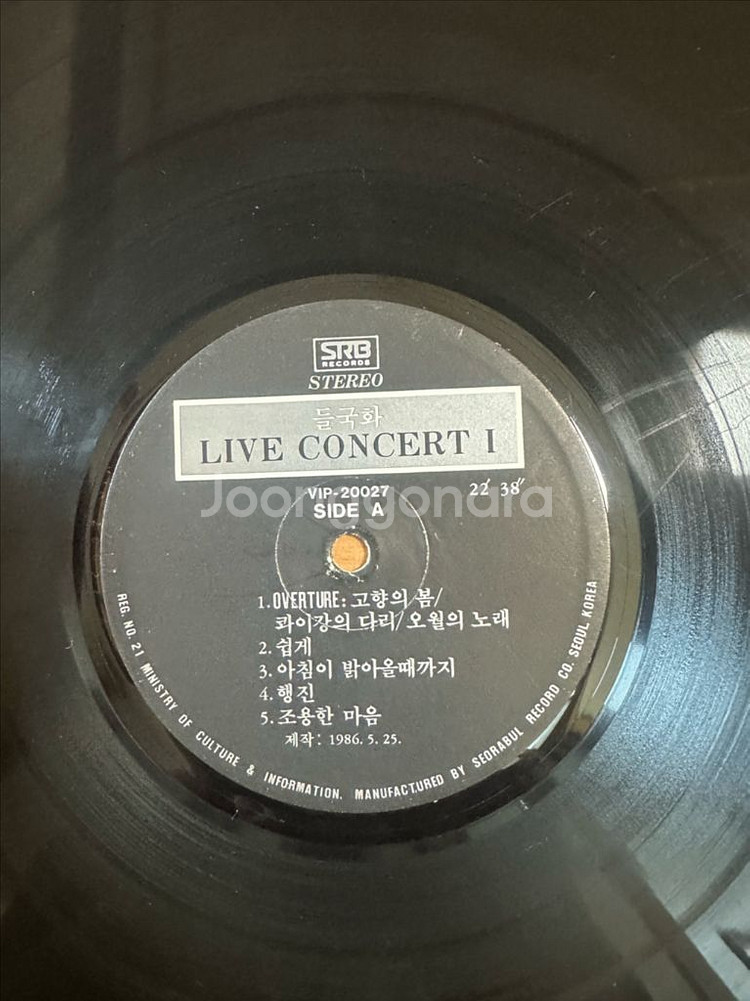 SRB
RECORDS
STEREO
들국화
LIVE CONCERT I
VIP-20027
22' 38"
SIDE A
Joonggonara
1. OVERTURE: 고향의 봄/
콰이강의 다리/오월의 노래
2. 쉽게
3. 아침이 밝아올때까지
4. 행진
5. 조용한 마음
제작: 1986. 5. 25.
REG. NO. 21 MINISTRY OF CULTURE & INFORMATION. MANUFACTURED BY SEORABUL RECORD CO. SEOUL KOREA